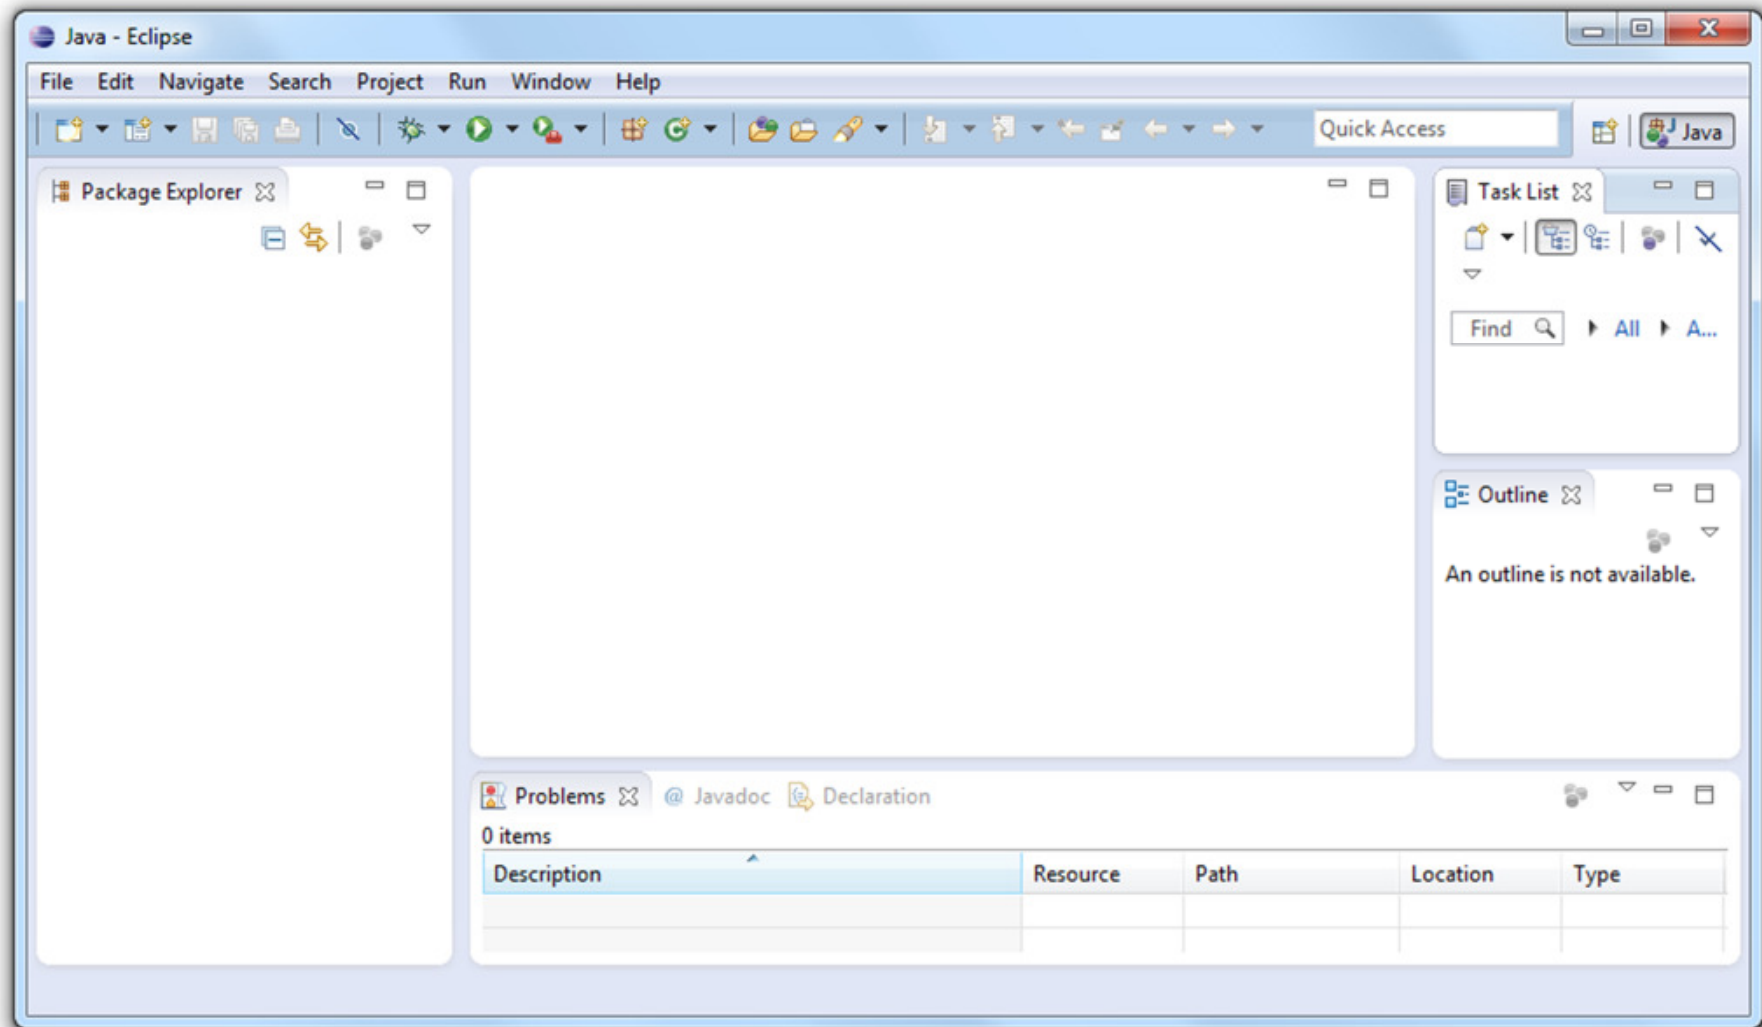 Java - Eclipse
File Edit Navigate Search Project Run Window Help
Quick Access
Java
Package Explorer
Task List
Find All A...
Outline
An outline is not available.
Problems @ Javadoc Declaration
0 items
Description Resource Path Location Type